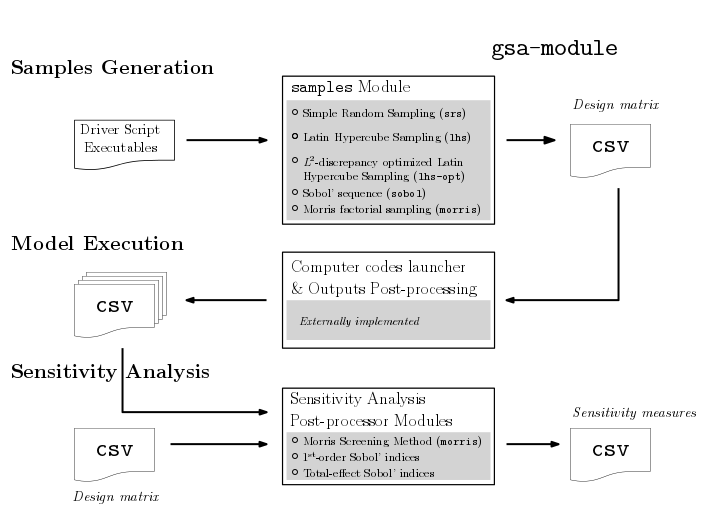 gsa-module
Samples Generation
samples Module
Driver Script
Executables
Simple Random Sampling (srs)
Latin Hypercube Sampling (lhs)
L²-discrepancy optimized Latin
Hypercube Sampling (lhs-opt)
Sobol' sequence (sobol)
Morris factorial sampling (morris)
Design matrix
CSV
Model Execution
CSV
Computer codes launcher
& Outputs Post-processing
Externally implemented
Sensitivity Analysis
CSV
Design matrix
Sensitivity Analysis
Post-processor Modules
Morris Screening Method (morris)
1st-order Sobol' indices
Total-effect Sobol' indices
Sensitivity measures
CSV